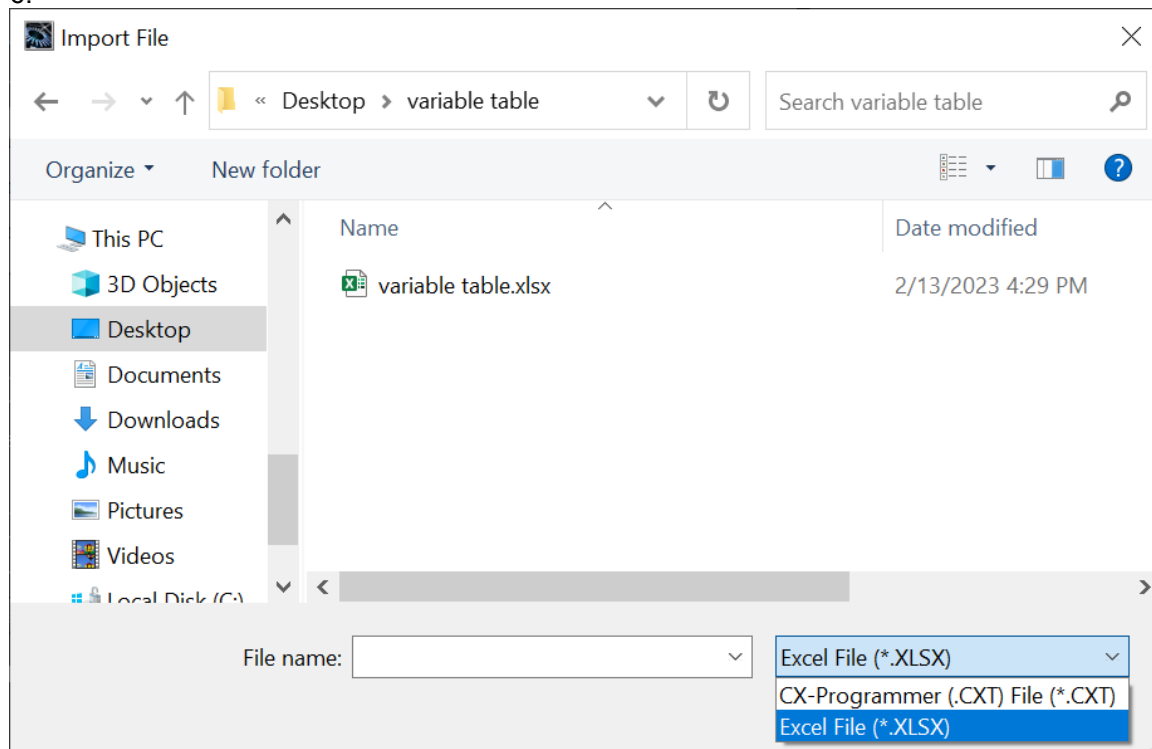 Import File
« Desktop > variable table
Search variable table
Organize
New folder
This PC
3D Objects
Desktop
Documents
Downloads
Music
Pictures
Videos
Local Disk (C:)
Name
Date modified
variable table.xlsx
2/13/2023 4:29 PM
File name:
Excel File (*.XLSX)
CX-Programmer (.CXT) File (*.CXT)
Excel File (*.XLSX)